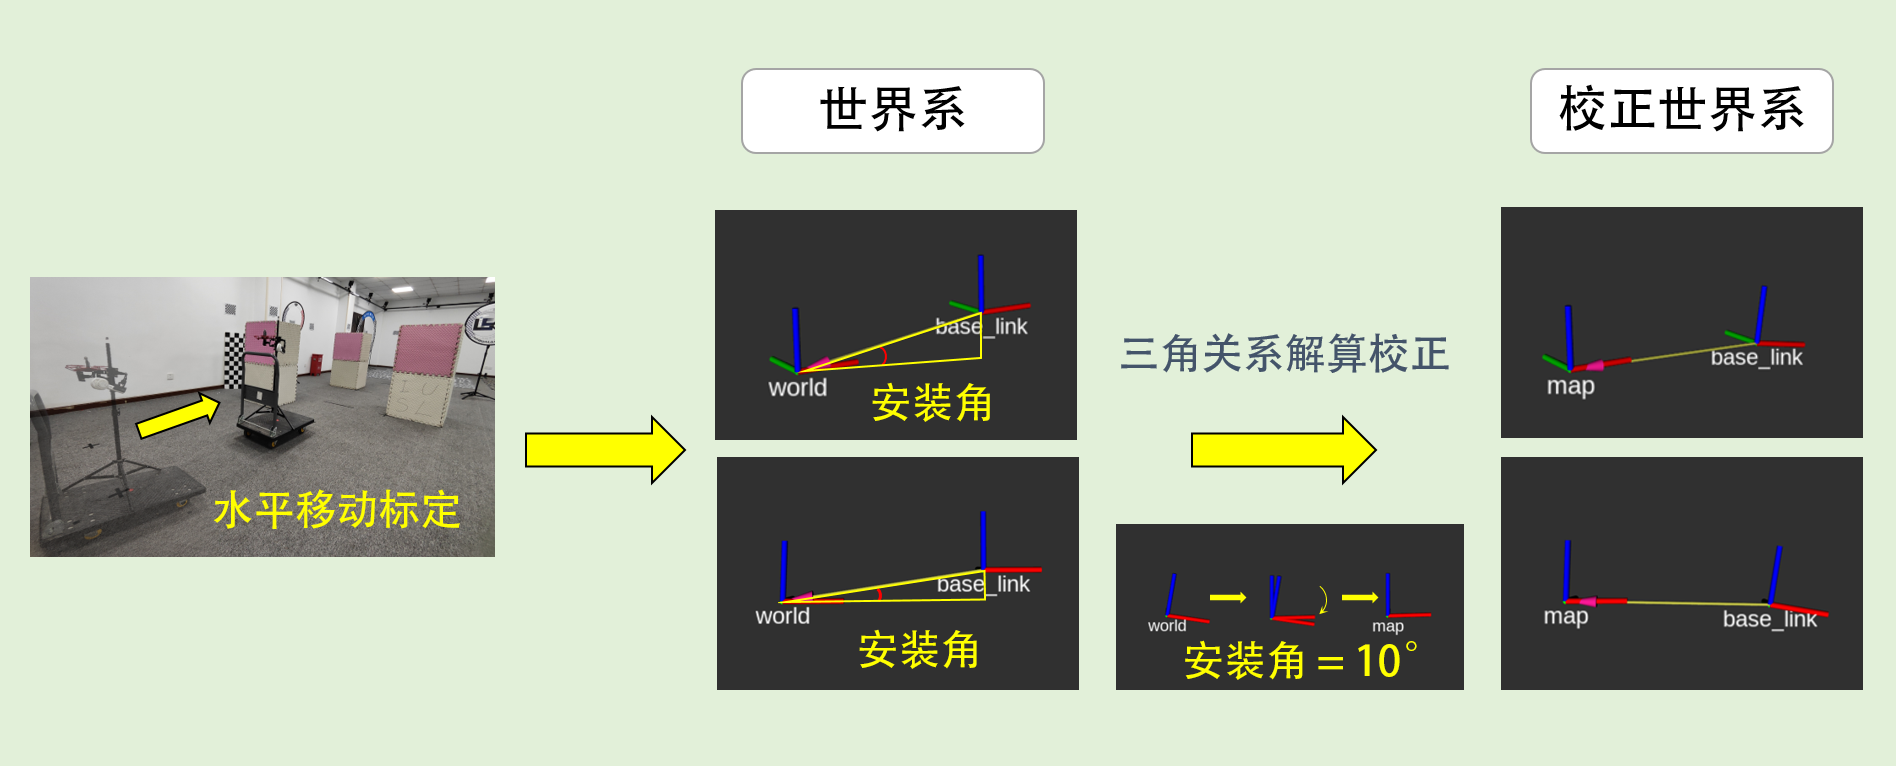 世界系
校正世界系
水平移动标定
base_link
world
安装角
base_link
world
安装角
三角关系解算校正
world
map
安装角＝10°
base_link
map
map
base_link